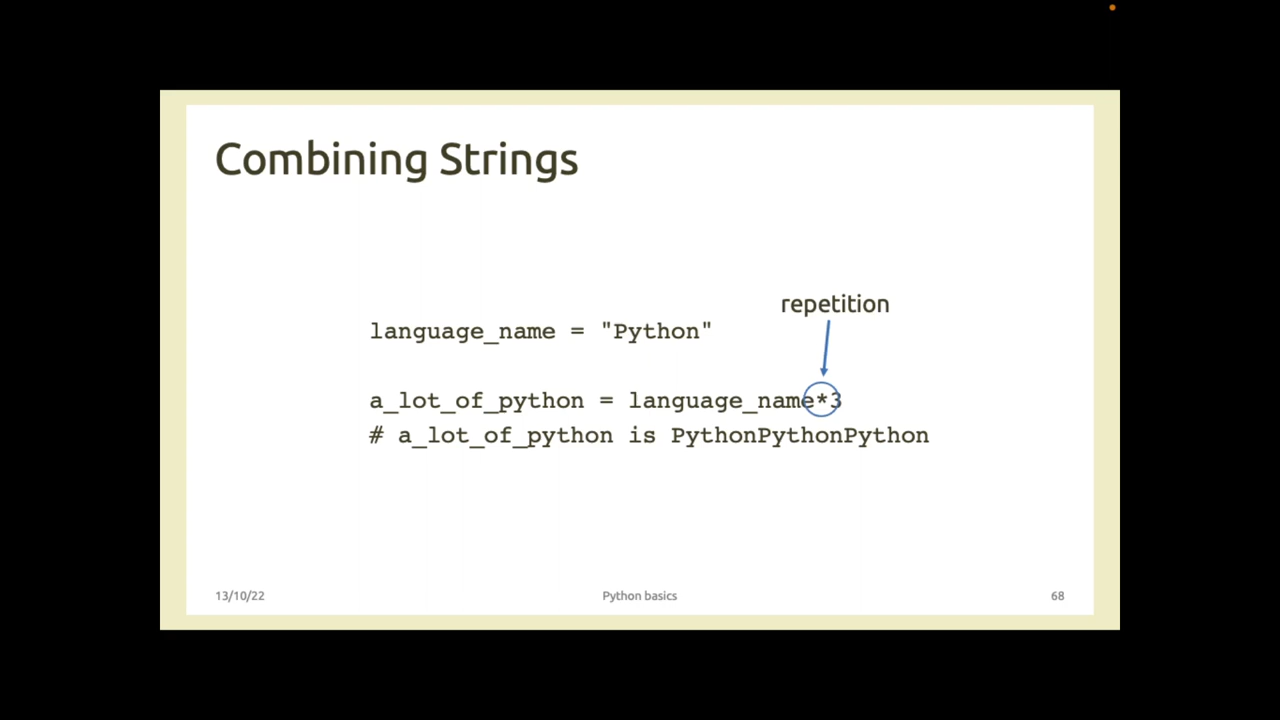 Combining Strings
repetition
language_name = "Python"
a_lot_of_python = language_name*3
# a_lot_of_python is PythonPythonPython
13/10/22
Python basics
68